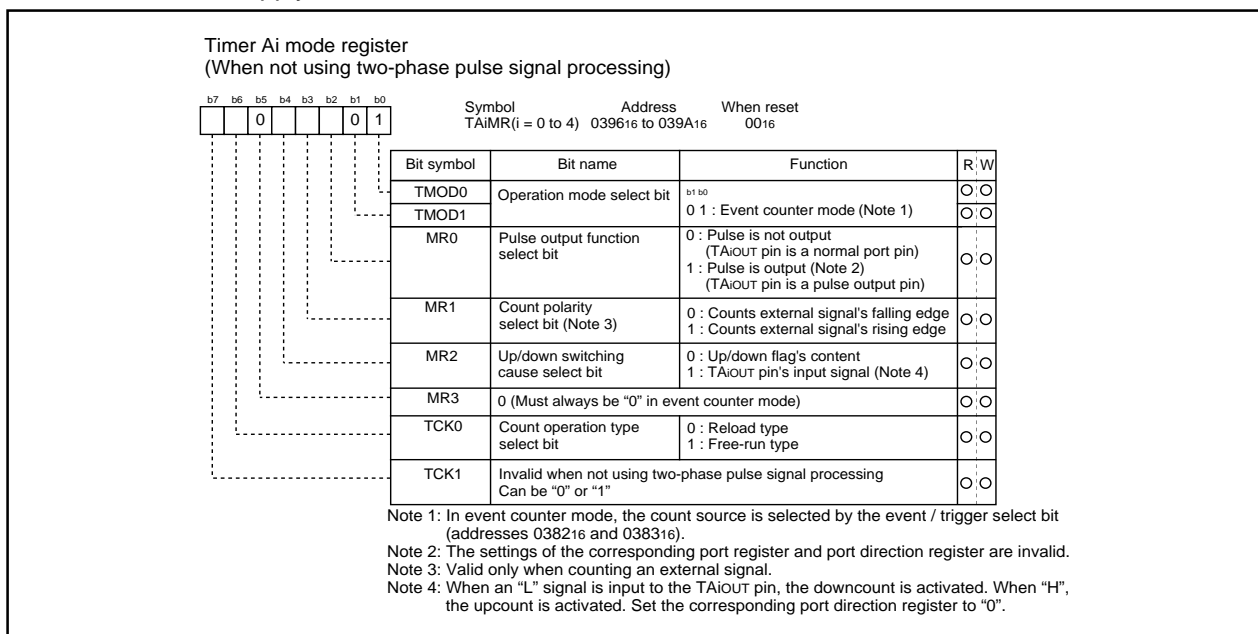 Timer Ai mode register
(When not using two-phase pulse signal processing)
b7 b6 b5 b4 b3 b2 b1 b0
0 0 1
Symbol Address When reset
TAiMR(i = 0 to 4) 039616 to 039A16 0016
Bit symbol Bit name Function R W
TMOD0 Operation mode select bit b1 b0
TMOD1 0 1 : Event counter mode (Note 1)
MR0 Pulse output function 0 : Pulse is not output
select bit (TAiOUT pin is a normal port pin)
1 : Pulse is output (Note 2)
(TAiOUT pin is a pulse output pin)
MR1 Count polarity 0 : Counts external signal's falling edge
select bit (Note 3) 1 : Counts external signal's rising edge
MR2 Up/down switching 0 : Up/down flag's content
cause select bit 1 : TAiOUT pin's input signal (Note 4)
MR3 0 (Must always be “0” in event counter mode)
TCK0 Count operation type 0 : Reload type
select bit 1 : Free-run type
TCK1 Invalid when not using two-phase pulse signal processing
Can be “0” or “1”
Note 1: In event counter mode, the count source is selected by the event / trigger select bit
(addresses 038216 and 038316).
Note 2: The settings of the corresponding port register and port direction register are invalid.
Note 3: Valid only when counting an external signal.
Note 4: When an “L” signal is input to the TAiOUT pin, the downcount is activated. When “H”,
the upcount is activated. Set the corresponding port direction register to “0”.